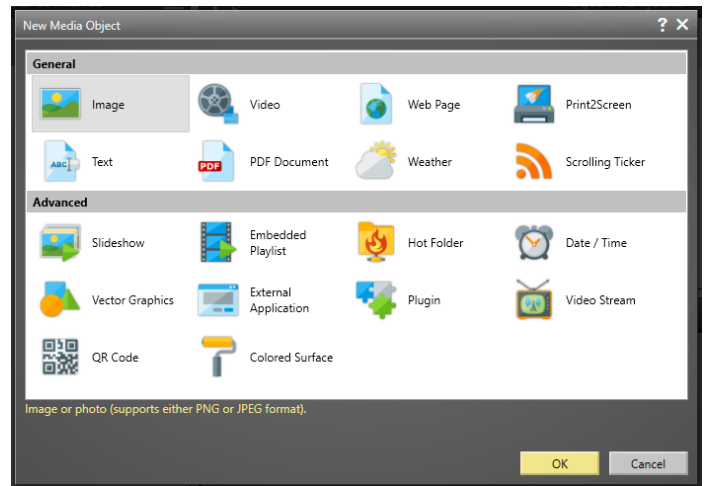 New Media Object
General
Image
Video
Web Page
Print2Screen
ABC
Text
PDF
PDF Document
Weather
Scrolling Ticker
Advanced
Slideshow
Embedded
Playlist
Hot Folder
Date / Time
Vector Graphics
External
Application
Plugin
Video Stream
QR Code
Colored Surface
Image or photo (supports either PNG or JPEG format).
OK
Cancel